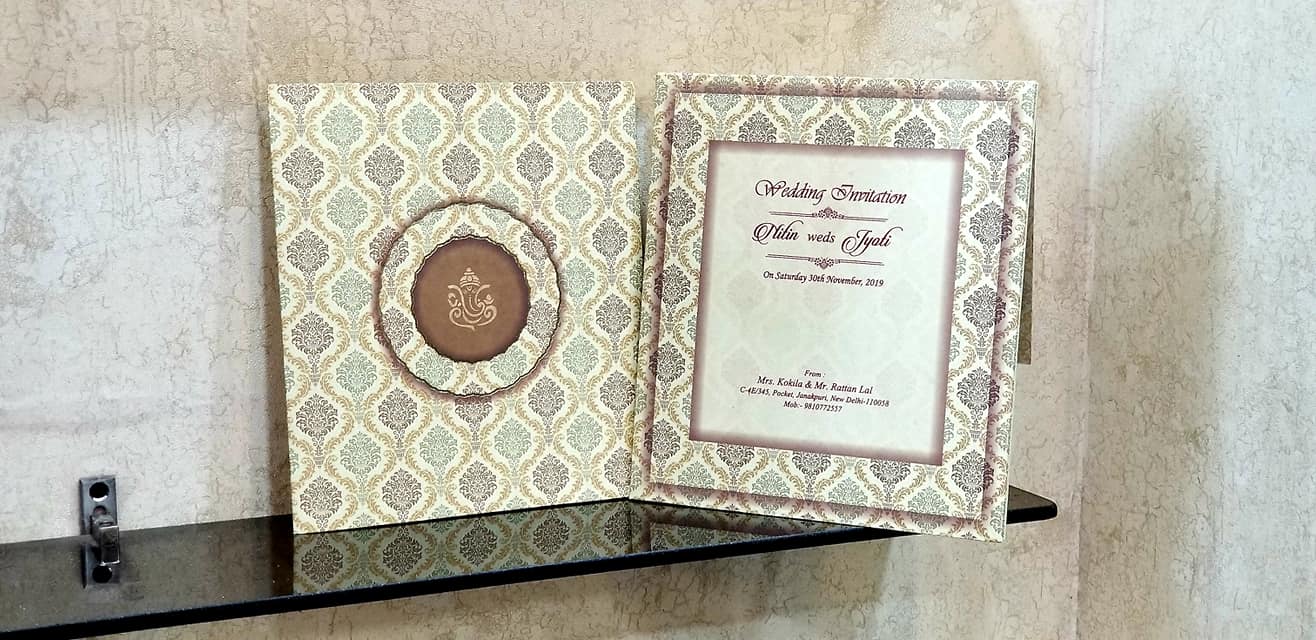 Wedding Invitation
Nitin weds Jyoti
On Saturday 30th November, 2019
From :
Mrs. Kokila & Mr. Rattan Lal
C-4E/345, Pocket, Janakpuri, New Delhi-110058
Mob:- 9810772557